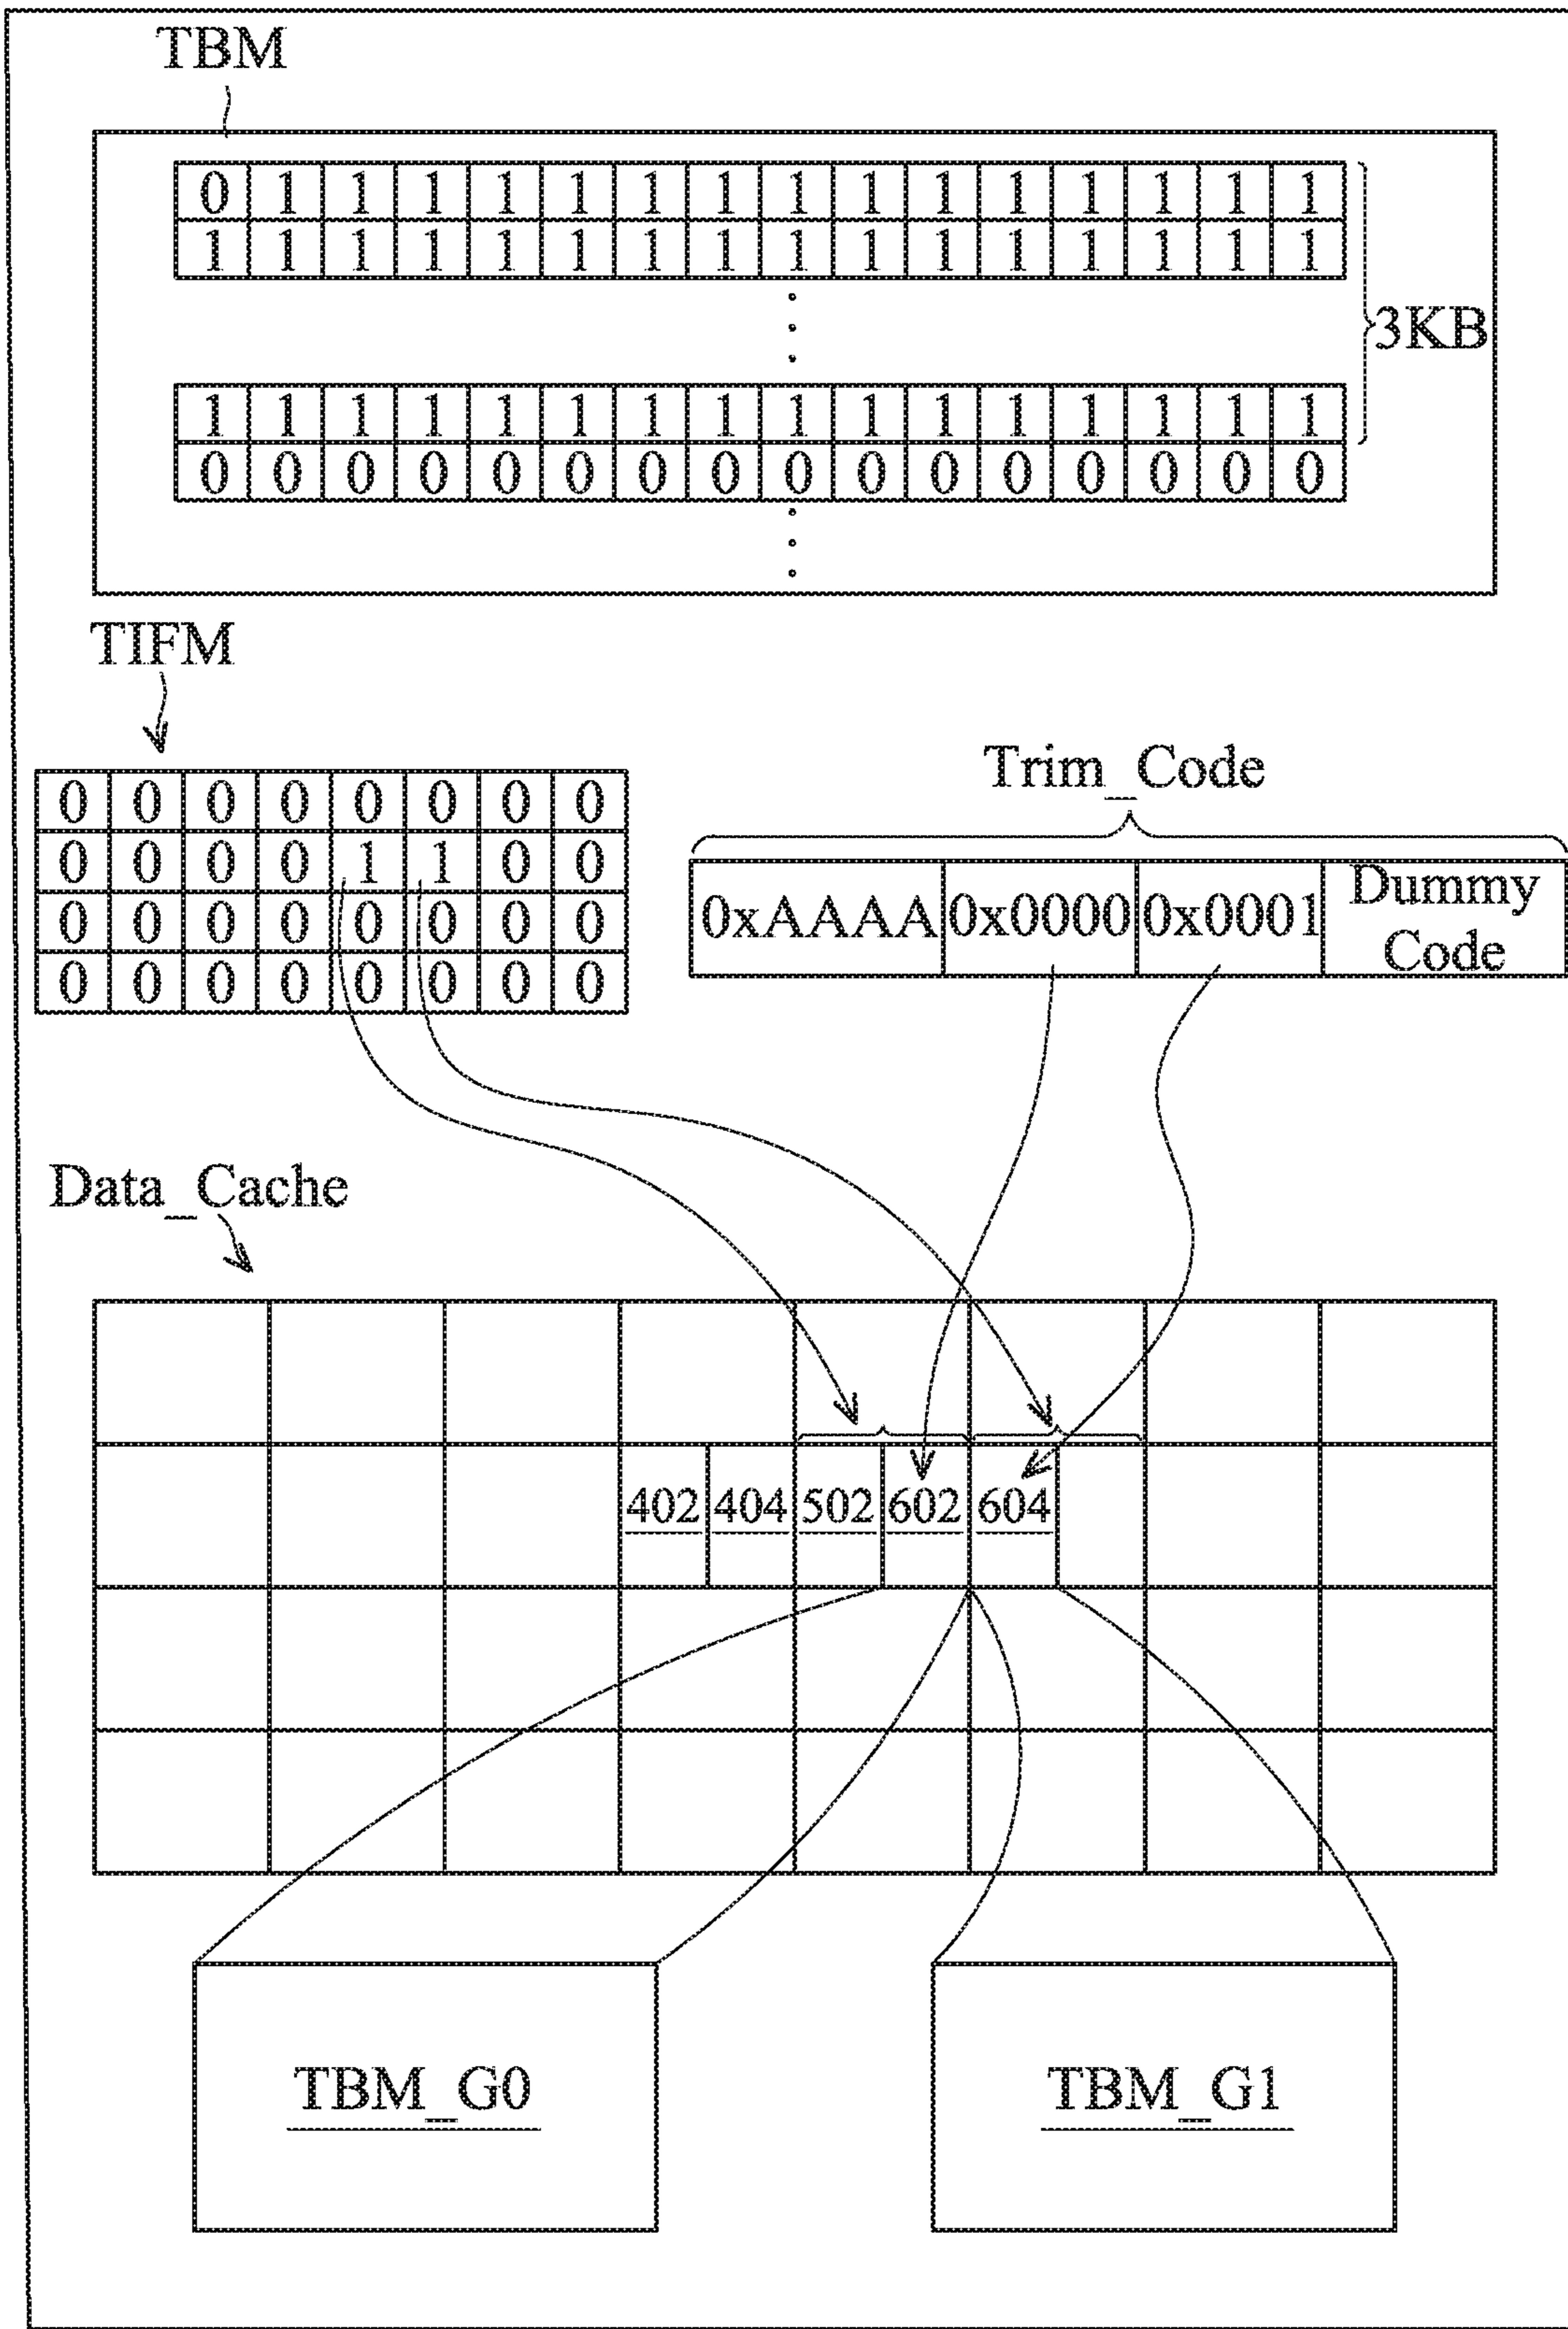 TBM
0 1 1 1 1 1 1 1 1 1 1 1 1 1 1 1
1 1 1 1 1 1 1 1 1 1 1 1 1 1 1 1
3KB
1 1 1 1 1 1 1 1 1 1 1 1 1 1 1 1
0 0 0 0 0 0 0 0 0 0 0 0 0 0 0 0
TIFM
0 0 0 0 0 0 0 0
0 0 0 0 1 1 0 0
0 0 0 0 0 0 0 0
0 0 0 0 0 0 0 0
Trim_Code
0xAAAA 0x0000 0x0001 Dummy
Code
Data_Cache
402 404 502 602 604
TBM_G0 TBM_G1